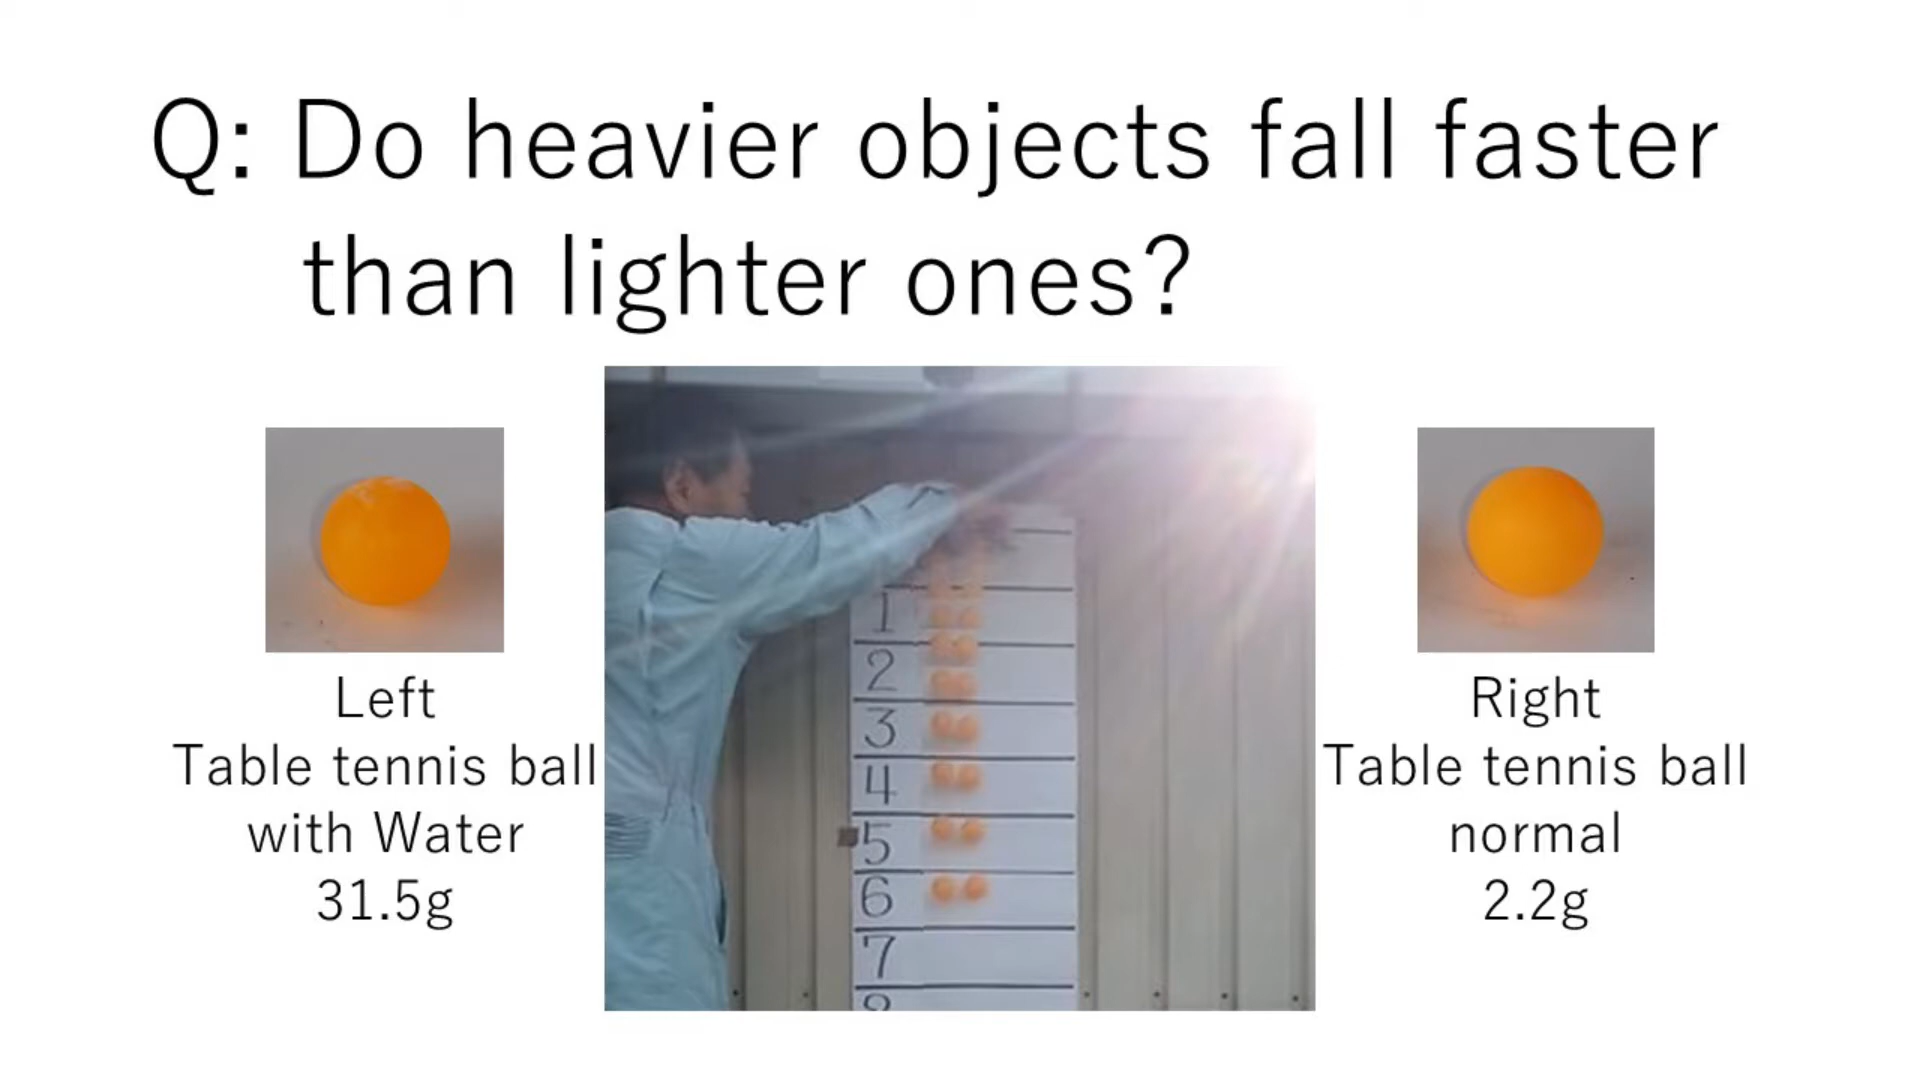 Q: Do heavier objects fall faster
than lighter ones?
Left
Table tennis ball
with Water
31.5g
1
2
3
4
5
6
7
8
Right
Table tennis ball
normal
2.2g